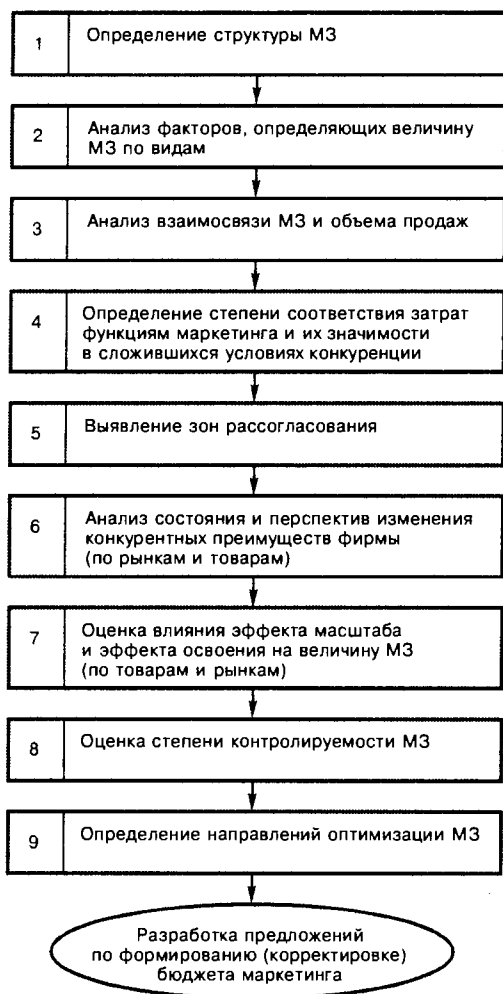 1 Определение структуры МЗ
2 Анализ факторов, определяющих величину
МЗ по видам
3 Анализ взаимосвязи МЗ и объема продаж
4 Определение степени соответствия затрат
функциям маркетинга и их значимости
в сложившихся условиях конкуренции
5 Выявление зон рассогласования
6 Анализ состояния и перспектив изменения
конкурентных преимуществ фирмы
(по рынкам и товарам)
7 Оценка влияния эффекта масштаба
и эффекта освоения на величину МЗ
(по товарам и рынкам)
8 Оценка степени контролируемости МЗ
9 Определение направлений оптимизации МЗ
Разработка предложений
по формированию (корректировке)
бюджета маркетинга